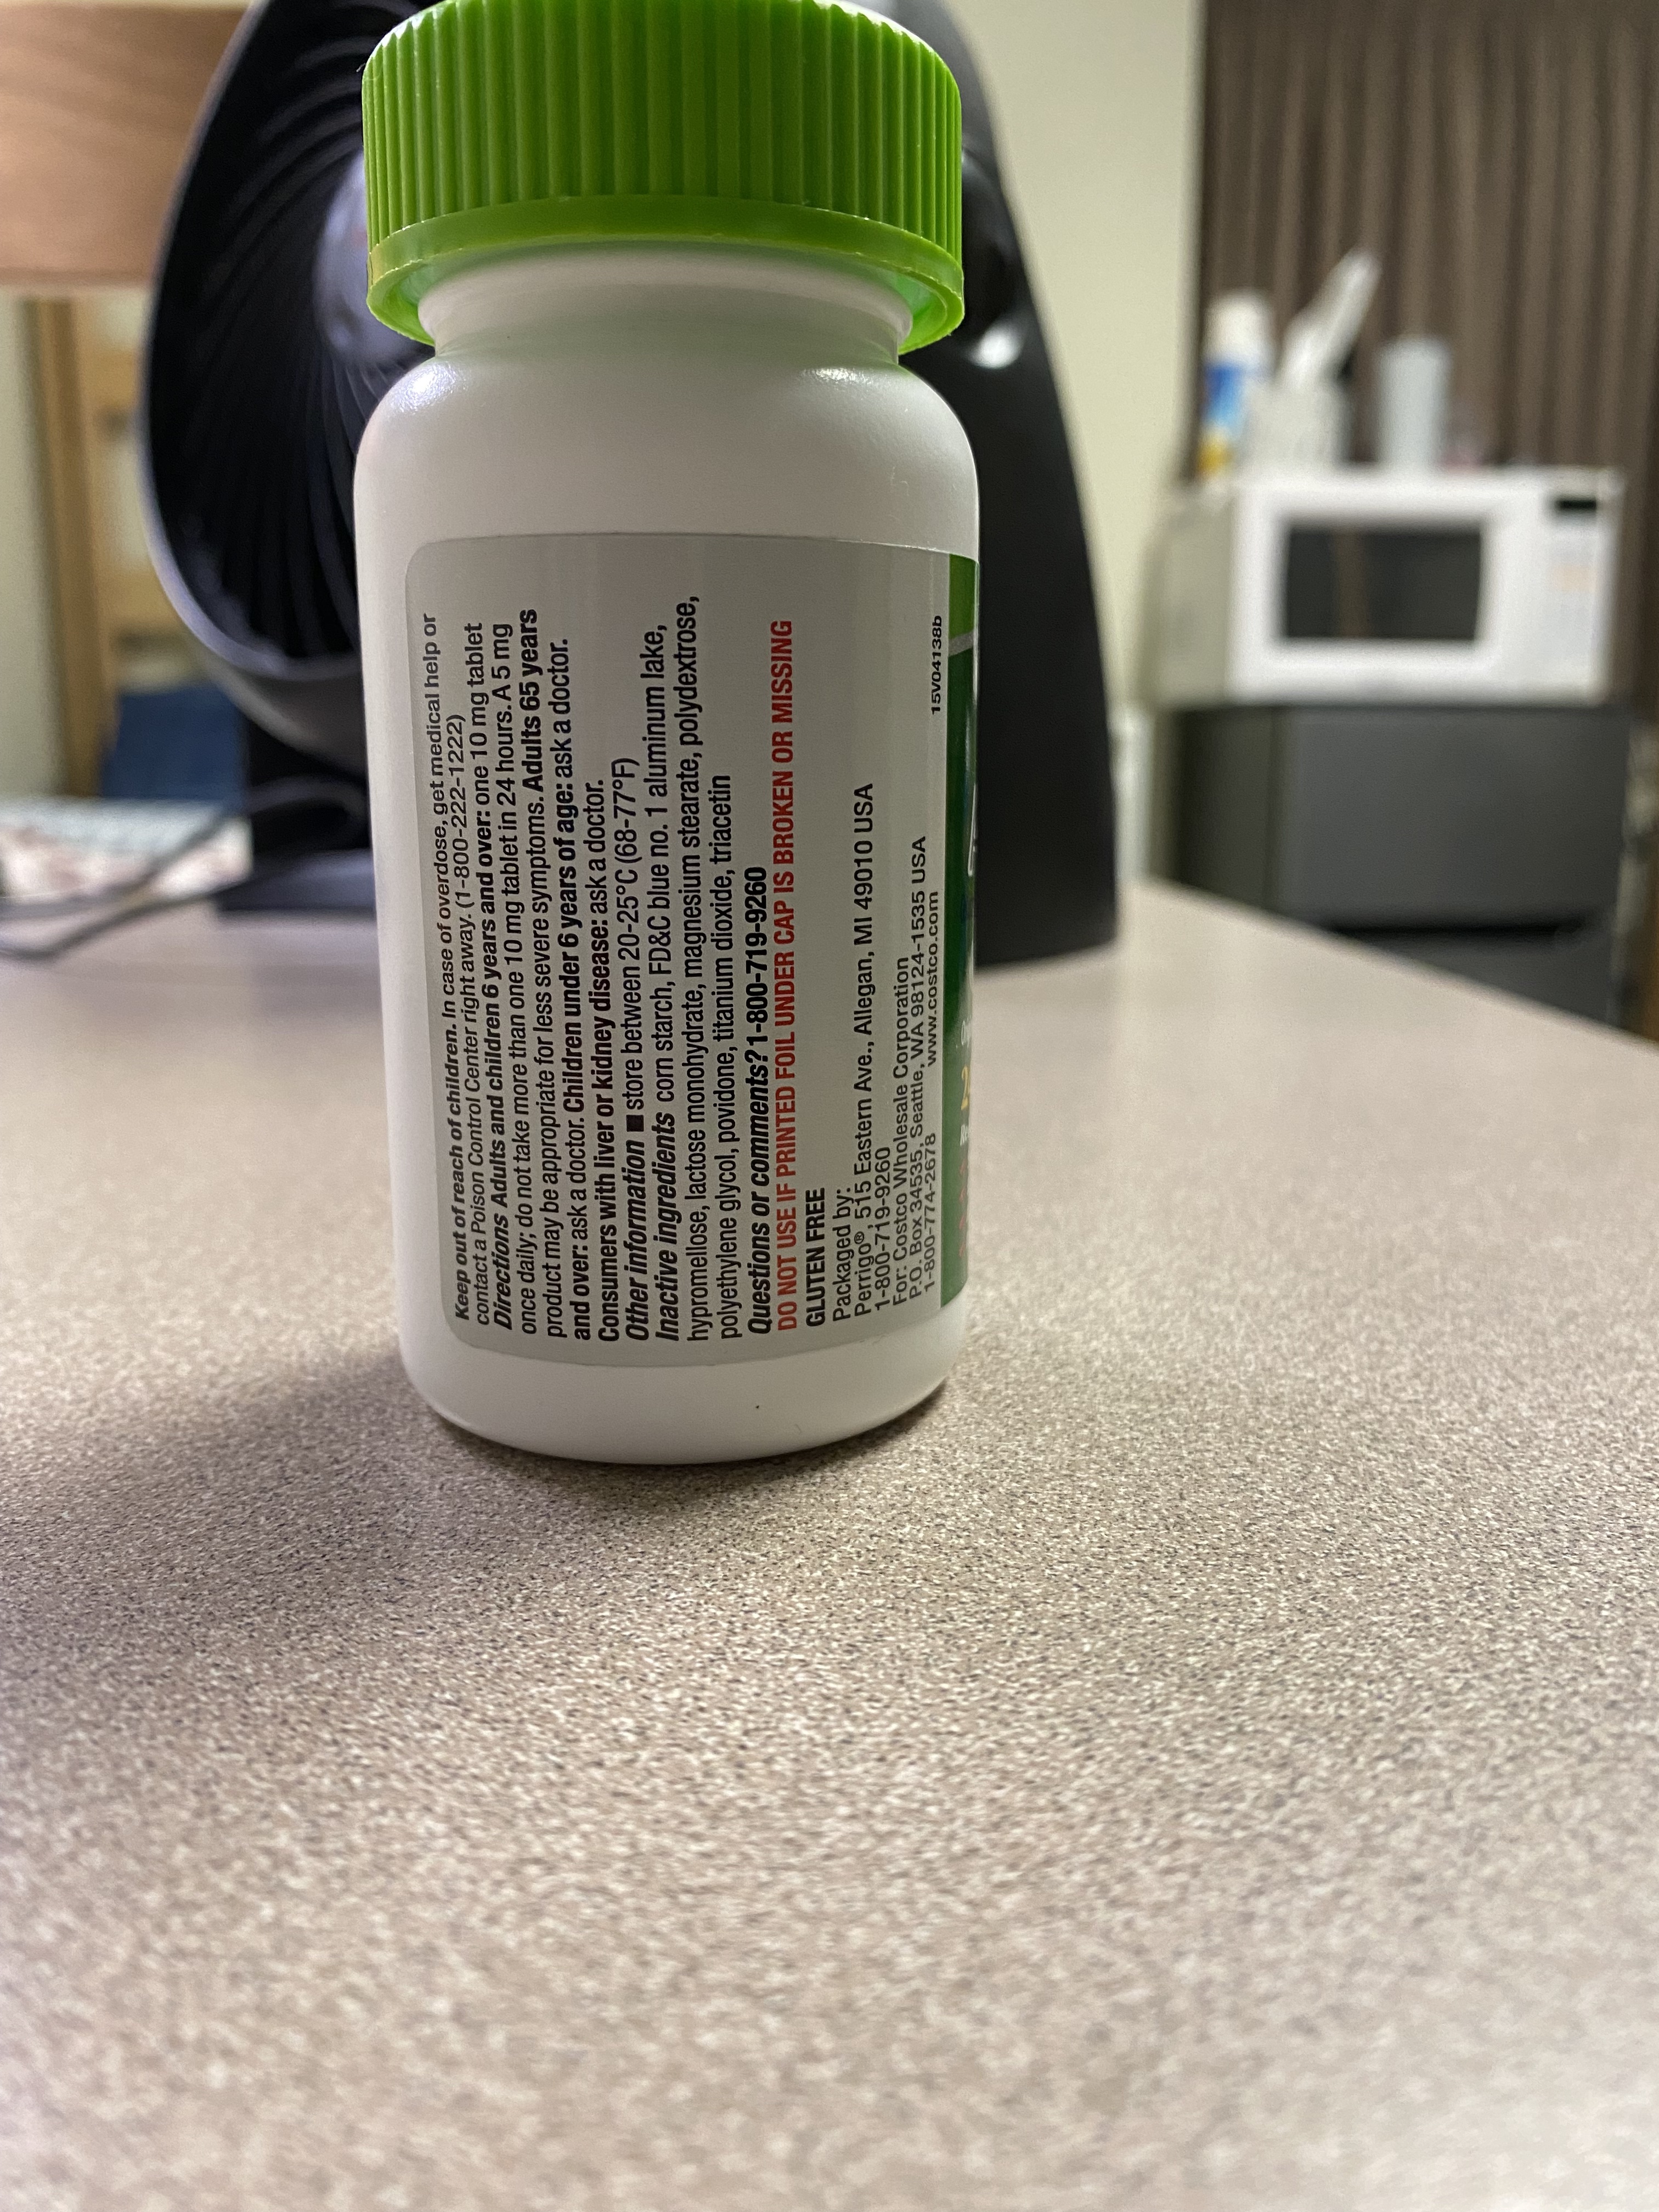 Keep out of reach of children. In case of overdose, get medical help or
contact a Poison Control Center right away. (1-800-222-1222)
Directions Adults and children 6 years and over: one 10 mg tablet
once daily; do not take more than one 10 mg tablet in 24 hours. A 5 mg
product may be appropriate for less severe symptoms. Adults 65 years
and over: ask a doctor. Children under 6 years of age: ask a doctor.
Consumers with liver or kidney disease: ask a doctor.
Other information ■ store between 20-25°C (68-77°F)
Inactive ingredients corn starch, FD&C blue no. 1 aluminum lake,
hypromellose, lactose monohydrate, magnesium stearate, polydextrose,
polyethylene glycol, povidone, titanium dioxide, triacetin
Questions or comments? 1-800-719-9260
DO NOT USE IF PRINTED FOIL UNDER CAP IS BROKEN OR MISSING
GLUTEN FREE
Packaged by:
Perrigo®, 515 Eastern Ave., Allegan, MI 49010 USA
1-800-719-9260
For: Costco Wholesale Corporation
P.O. Box 34535, Seattle, WA 98124-1535 USA
1-800-774-2678 www.costco.com
15V04138b